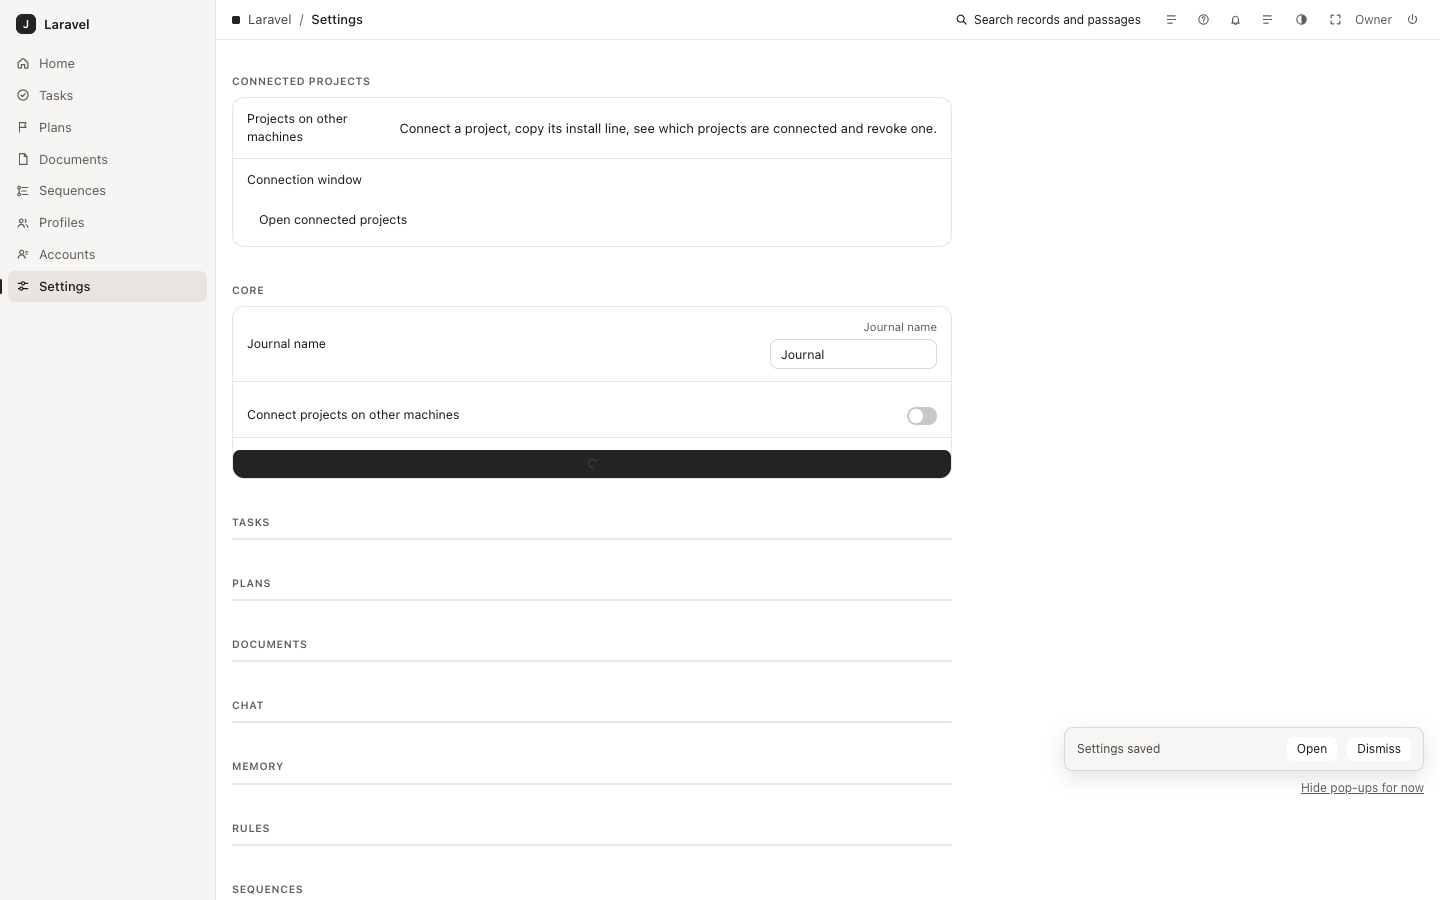 J Laravel
Home
Tasks
Plans
Documents
Sequences
Profiles
Accounts
Settings
Laravel / Settings
Search records and passages
Owner
CONNECTED PROJECTS
Projects on other
machines
Connect a project, copy its install line, see which projects are connected and revoke one.
Connection window
Open connected projects
CORE
Journal name
Journal name
Journal
Connect projects on other machines
TASKS
PLANS
DOCUMENTS
CHAT
MEMORY
RULES
SEQUENCES
Settings saved
Open
Dismiss
Hide pop-ups for now